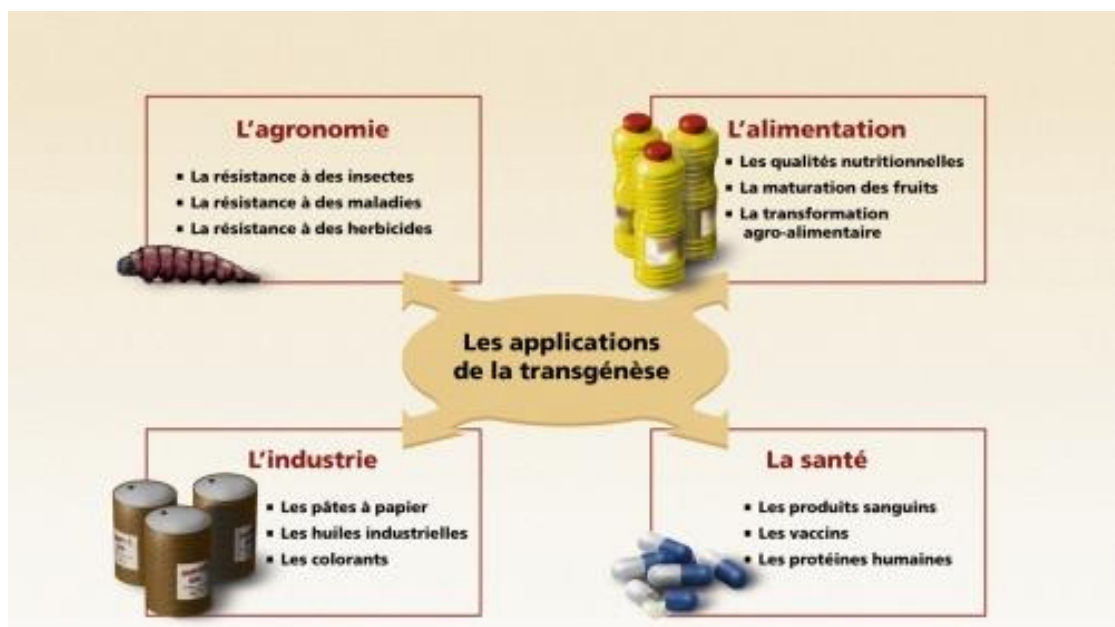 L'agronomie
▪ La résistance à des insectes
▪ La résistance à des maladies
▪ La résistance à des herbicides
L'alimentation
▪ Les qualités nutritionnelles
▪ La maturation des fruits
▪ La transformation
agro-alimentaire
Les applications
de la transgénèse
L'industrie
▪ Les pâtes à papier
▪ Les huiles industrielles
▪ Les colorants
La santé
▪ Les produits sanguins
▪ Les vaccins
▪ Les protéines humaines